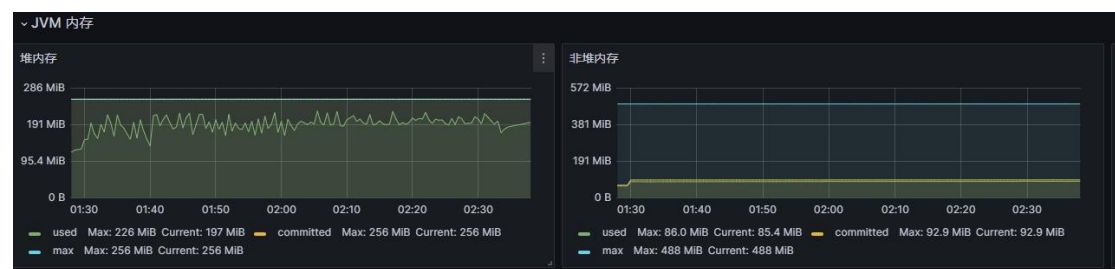 JVM 内存
堆内存
286 MiB
191 MiB
95.4 MiB
0 B
01:30 01:40 01:50 02:00 02:10 02:20 02:30
used Max: 226 MiB Current: 197 MiB committed Max: 256 MiB Current: 256 MiB
max Max: 256 MiB Current: 256 MiB
非堆内存
572 MiB
381 MiB
191 MiB
0 B
01:30 01:40 01:50 02:00 02:10 02:20 02:30
used Max: 86.0 MiB Current: 85.4 MiB committed Max: 92.9 MiB Current: 92.9 MiB
max Max: 488 MiB Current: 488 MiB